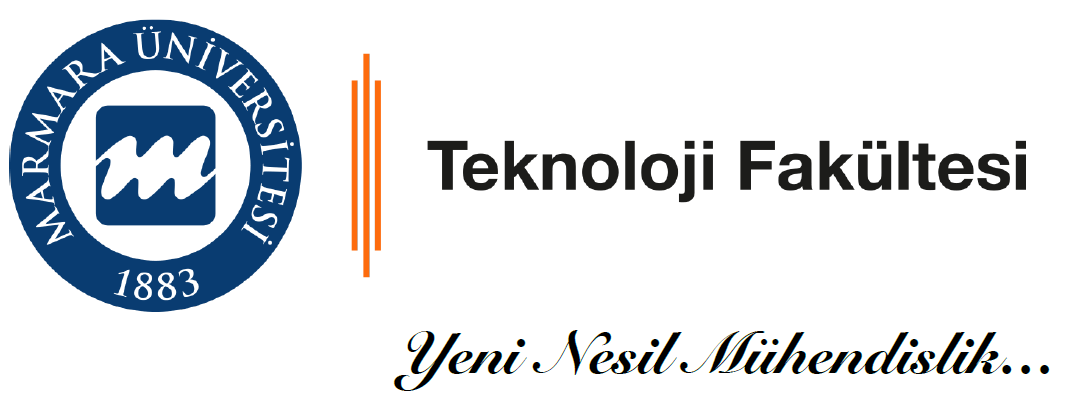 MARMARA ÜNİVERSİTESİ
1883
Teknoloji Fakültesi
Yeni Nesil Mühendislik...